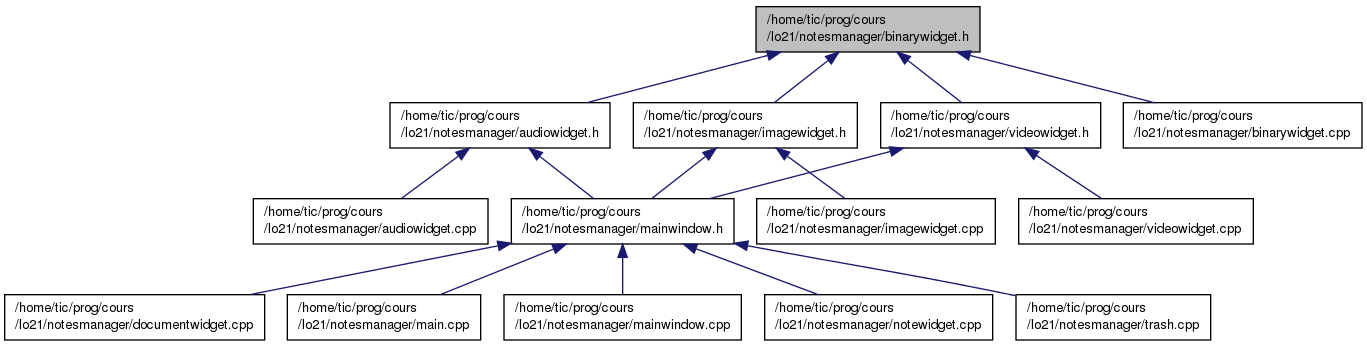 /home/tic/prog/cours
/lo21/notesmanager/binarywidget.h
/home/tic/prog/cours
/lo21/notesmanager/audiowidget.h
/home/tic/prog/cours
/lo21/notesmanager/imagewidget.h
/home/tic/prog/cours
/lo21/notesmanager/videowidget.h
/home/tic/prog/cours
/lo21/notesmanager/binarywidget.cpp
/home/tic/prog/cours
/lo21/notesmanager/audiowidget.cpp
/home/tic/prog/cours
/lo21/notesmanager/mainwindow.h
/home/tic/prog/cours
/lo21/notesmanager/imagewidget.cpp
/home/tic/prog/cours
/lo21/notesmanager/videowidget.cpp
/home/tic/prog/cours
/lo21/notesmanager/documentwidget.cpp
/home/tic/prog/cours
/lo21/notesmanager/main.cpp
/home/tic/prog/cours
/lo21/notesmanager/mainwindow.cpp
/home/tic/prog/cours
/lo21/notesmanager/notewidget.cpp
/home/tic/prog/cours
/lo21/notesmanager/trash.cpp